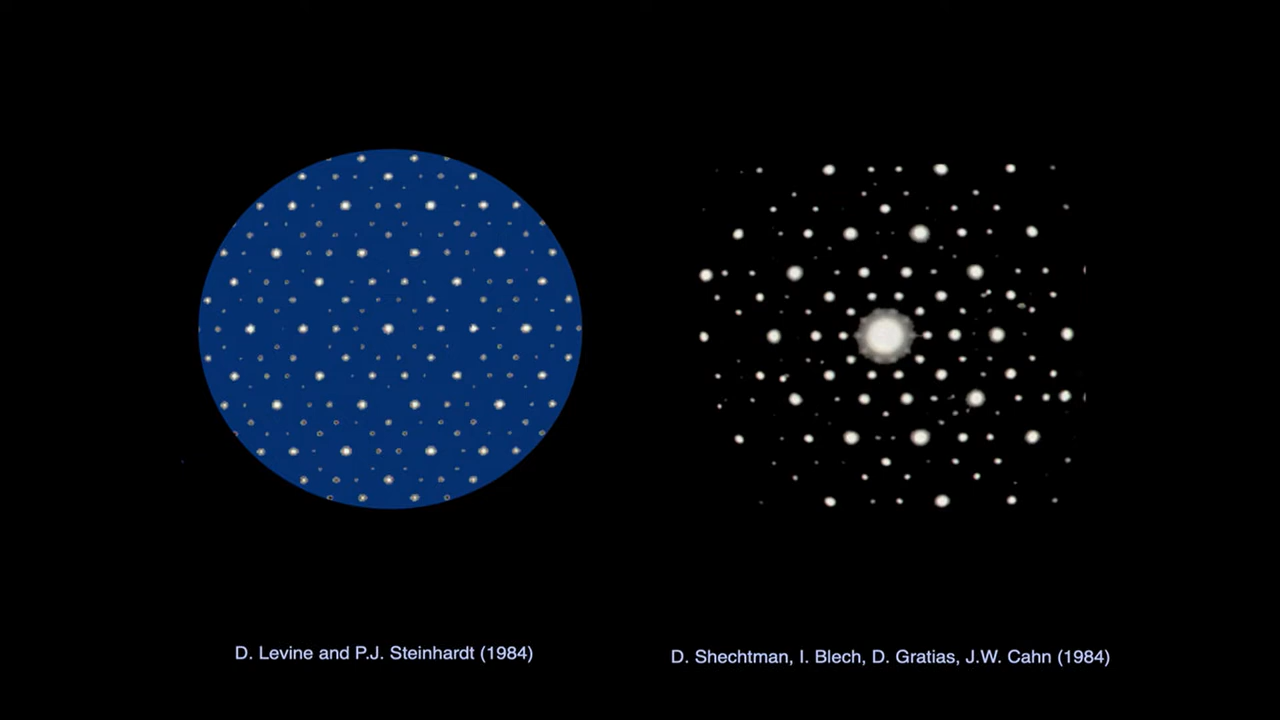 D. Levine and P.J. Steinhardt (1984)
D. Shechtman, I. Blech, D. Gratias, J.W. Cahn (1984)